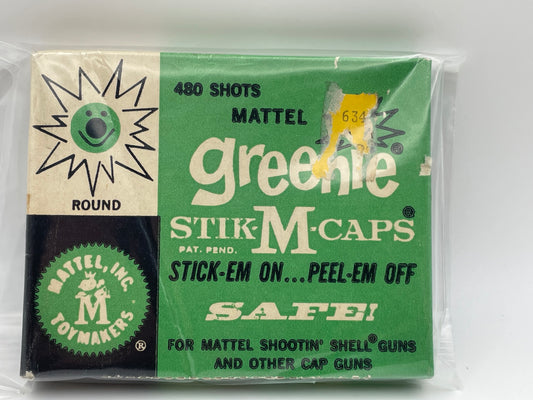 480 SHOTS
MATTEL
634
greenie ®
STIK-M-CAPS ®
PAT. PEND.
STICK-EM ON...PEEL-EM OFF
SAFE!
FOR MATTEL SHOOTIN' SHELL® GUNS
AND OTHER CAP GUNS
ROUND
MATTEL, INC.
M
TOYMAKERS
®